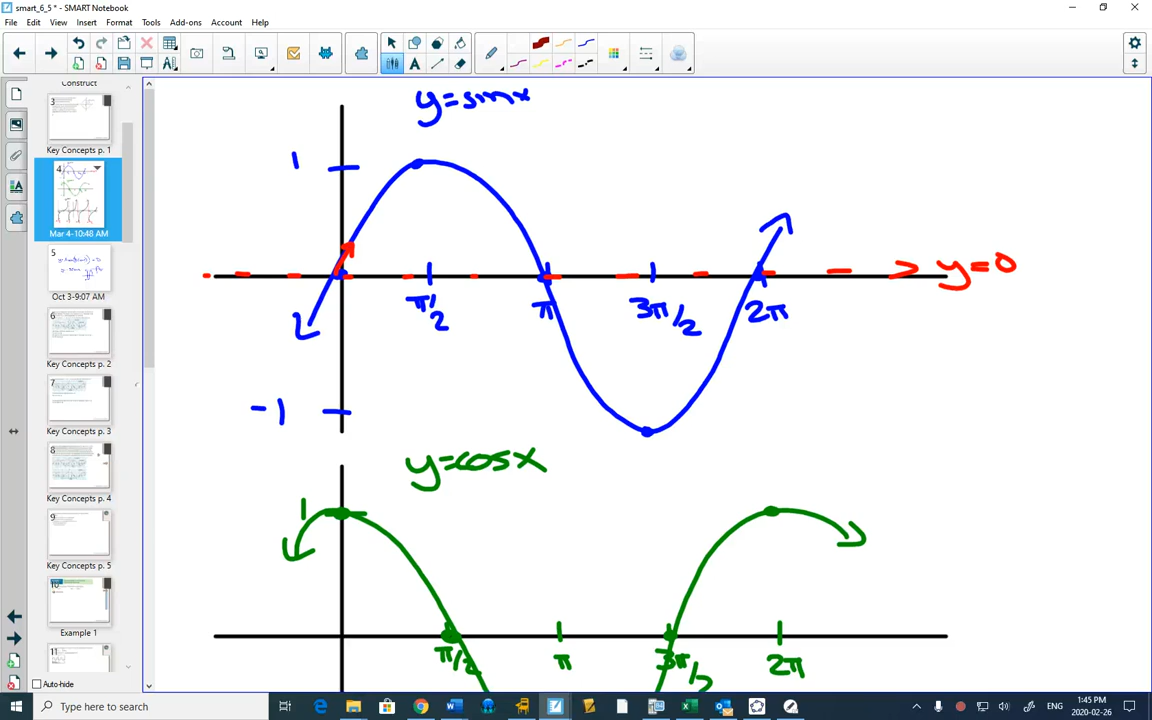 smart_6_5 * - SMART Notebook
File Edit View Insert Format Tools Add-ons Account Help
Construct
3
Key Concepts p. 1
4
Mar 4-10:48 AM
5
Oct 3-9:07 AM
6
Key Concepts p. 2
7
Key Concepts p. 3
8
Key Concepts p. 4
9
Key Concepts p. 5
10
Example 1
11
Auto-hide
y=sinx
1
y=0
π/2
π
3π/2
2π
-1
y=cosx
1
π/2
π
3π/2
2π
Type here to search
ENG
1:45 PM
2020-02-26